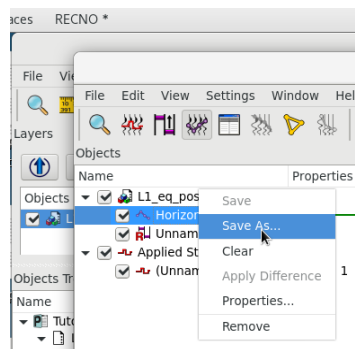 aces RECNO *
File Vie
File Edit View Settings Window Hel
Layers
Objects
Name Properties
Objects
L1_eq_pos
L
Horizor
Unnam
Applied St
(Unnam 1
Save
Save As...
Clear
Apply Difference
Properties...
Remove
Objects Tr
Name
Tuto